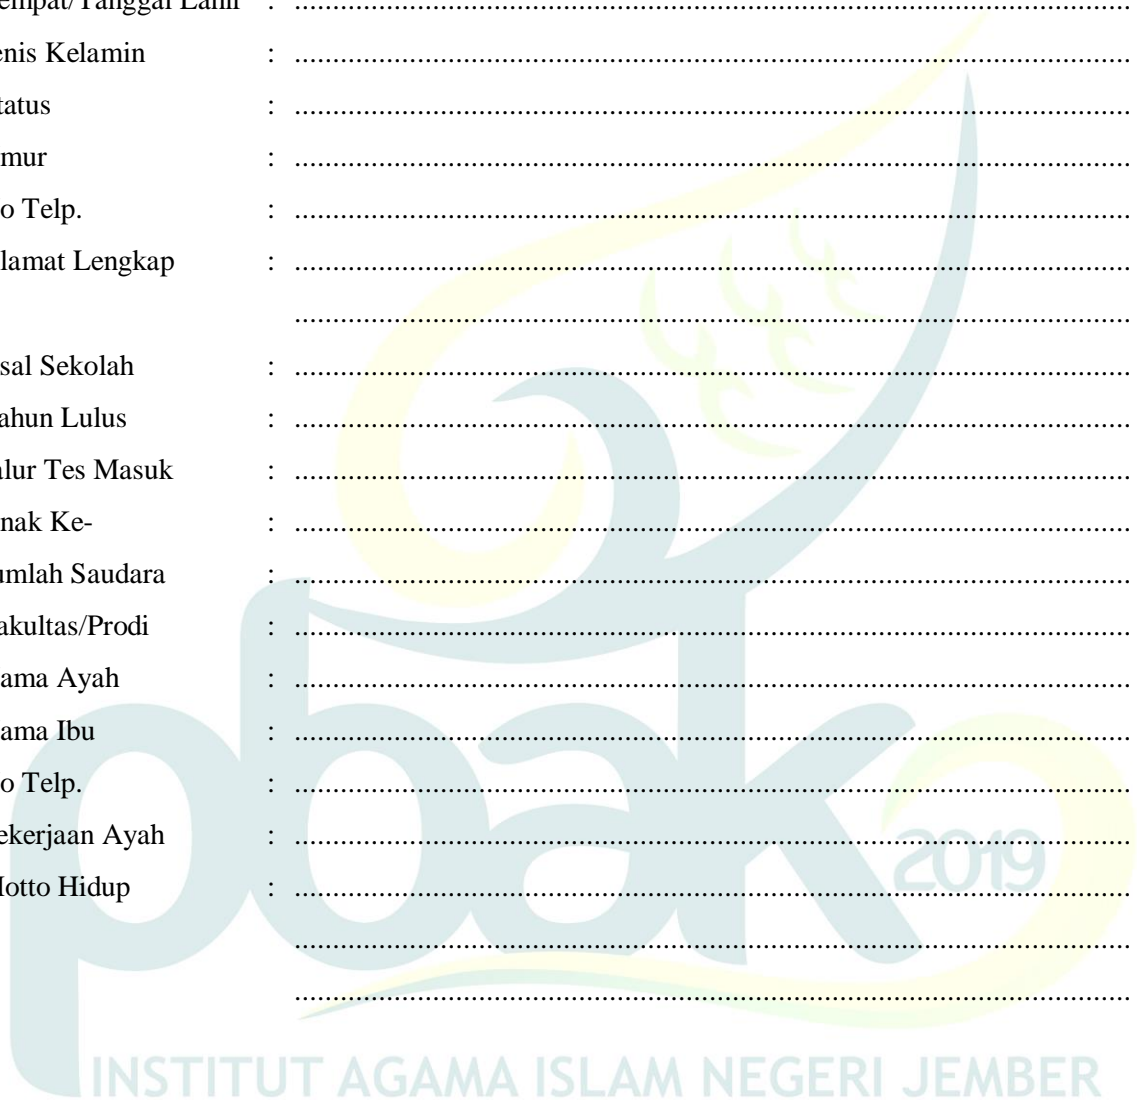 empat/Tanggal Lahir : ................................................................................................................
enis Kelamin : ................................................................................................................
tatus : ................................................................................................................
mur : ................................................................................................................
o Telp. : ................................................................................................................
lamat Lengkap : ................................................................................................................
................................................................................................................
sal Sekolah : ................................................................................................................
ahun Lulus : ................................................................................................................
alur Tes Masuk : ................................................................................................................
nak Ke- : ................................................................................................................
umlah Saudara : ................................................................................................................
akultas/Prodi : ................................................................................................................
ama Ayah : ................................................................................................................
ama Ibu : ................................................................................................................
o Telp. : ................................................................................................................
ekerjaan Ayah : ................................................................................................................
otto Hidup : ................................................................................................................
................................................................................................................
................................................................................................................
pbak
2019
INSTITUT AGAMA ISLAM NEGERI JEMBER